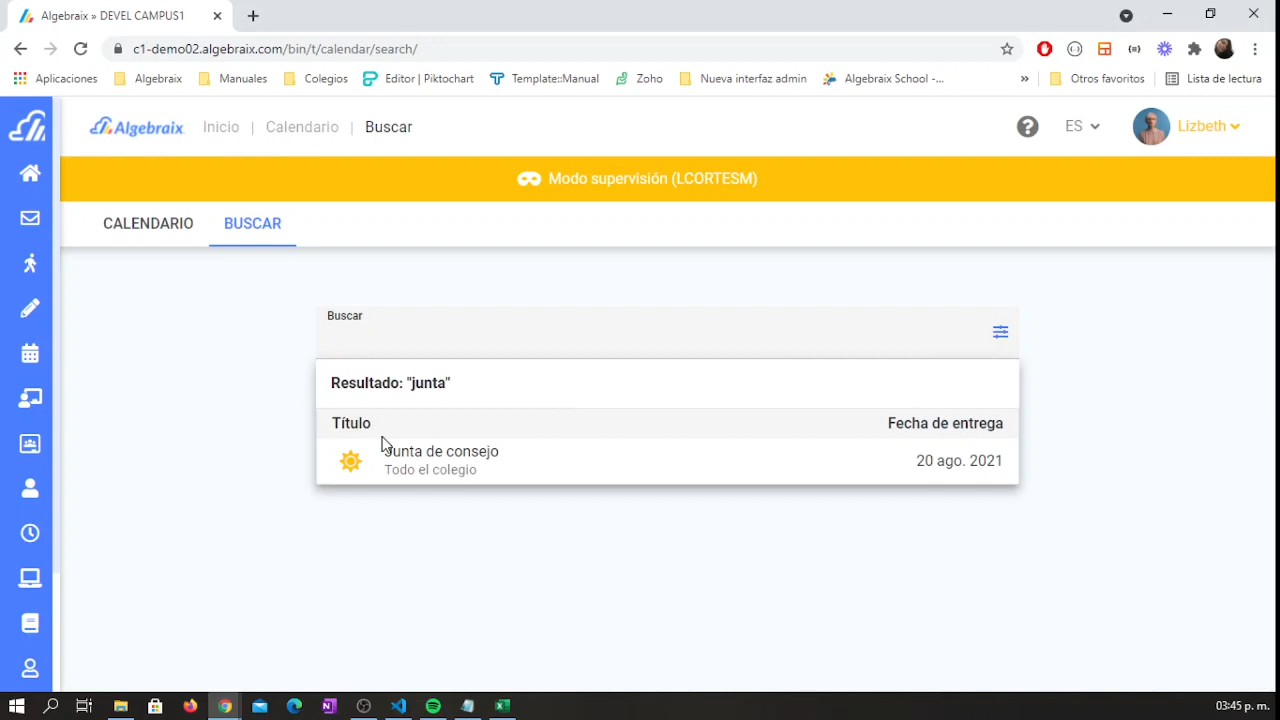 Algebraix » DEVEL CAMPUS1
c1-demo02.algebraix.com/bin/t/calendar/search/
Aplicaciones Algebraix Manuales Colegios Editor | Piktochart Template::Manual Zoho Nueva interfaz admin Algebraix School -... » Otros favoritos Lista de lectura
Algebraix Inicio | Calendario | Buscar ES Lizbeth
Modo supervisión (LCORTESM)
CALENDARIO BUSCAR
Buscar
Resultado: "junta"
Título Fecha de entrega
Junta de consejo
Todo el colegio 20 ago. 2021
03:45 p. m.